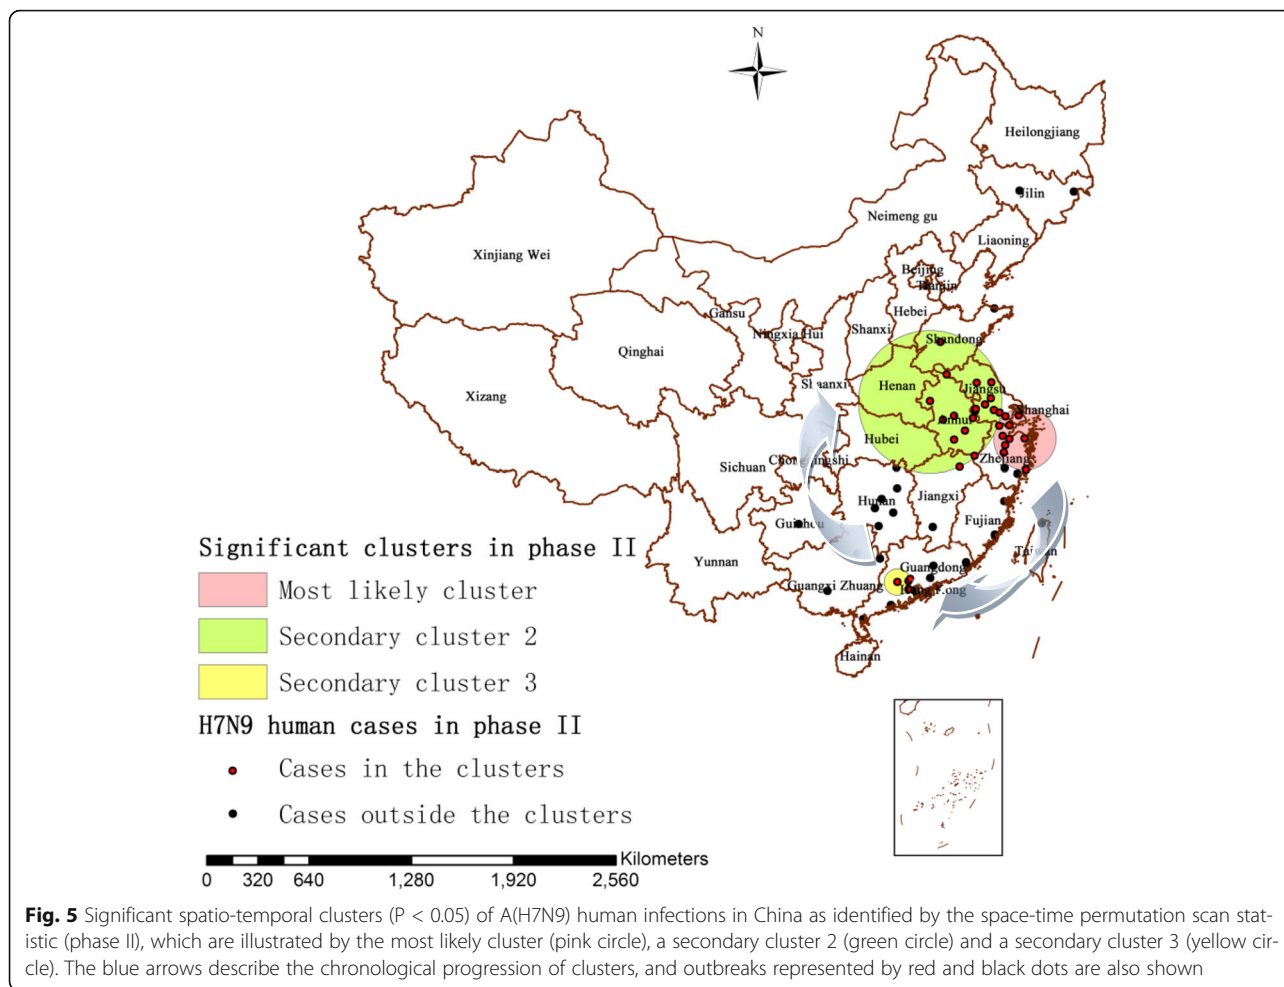 N
Heilongjiang
Jilin
Neimeng gu
Liaoning
Xinjiang Wei
Beijing
Tianjin
Hebei
Gansu
Shanxi
Ningxia Hui
Shandong
Qinghai
Shaanxi
Henan
Jiangsu
Xizang
Shanghai
Anhui
Hubei
Zhejiang
Sichuan
Chongqingshi
Hunan
Jiangxi
Guizhou
Fujian
Taiwan
Yunnan
Guangdong
Guangxi Zhuang
Hong Kong
Hainan
Significant clusters in phase II
Most likely cluster
Secondary cluster 2
Secondary cluster 3
H7N9 human cases in phase II
Cases in the clusters
Cases outside the clusters
Kilometers
0 320 640 1,280 1,920 2,560
Fig. 5 Significant spatio-temporal clusters (P < 0.05) of A(H7N9) human infections in China as identified by the space-time permutation scan stat-
istic (phase II), which are illustrated by the most likely cluster (pink circle), a secondary cluster 2 (green circle) and a secondary cluster 3 (yellow cir-
cle). The blue arrows describe the chronological progression of clusters, and outbreaks represented by red and black dots are also shown